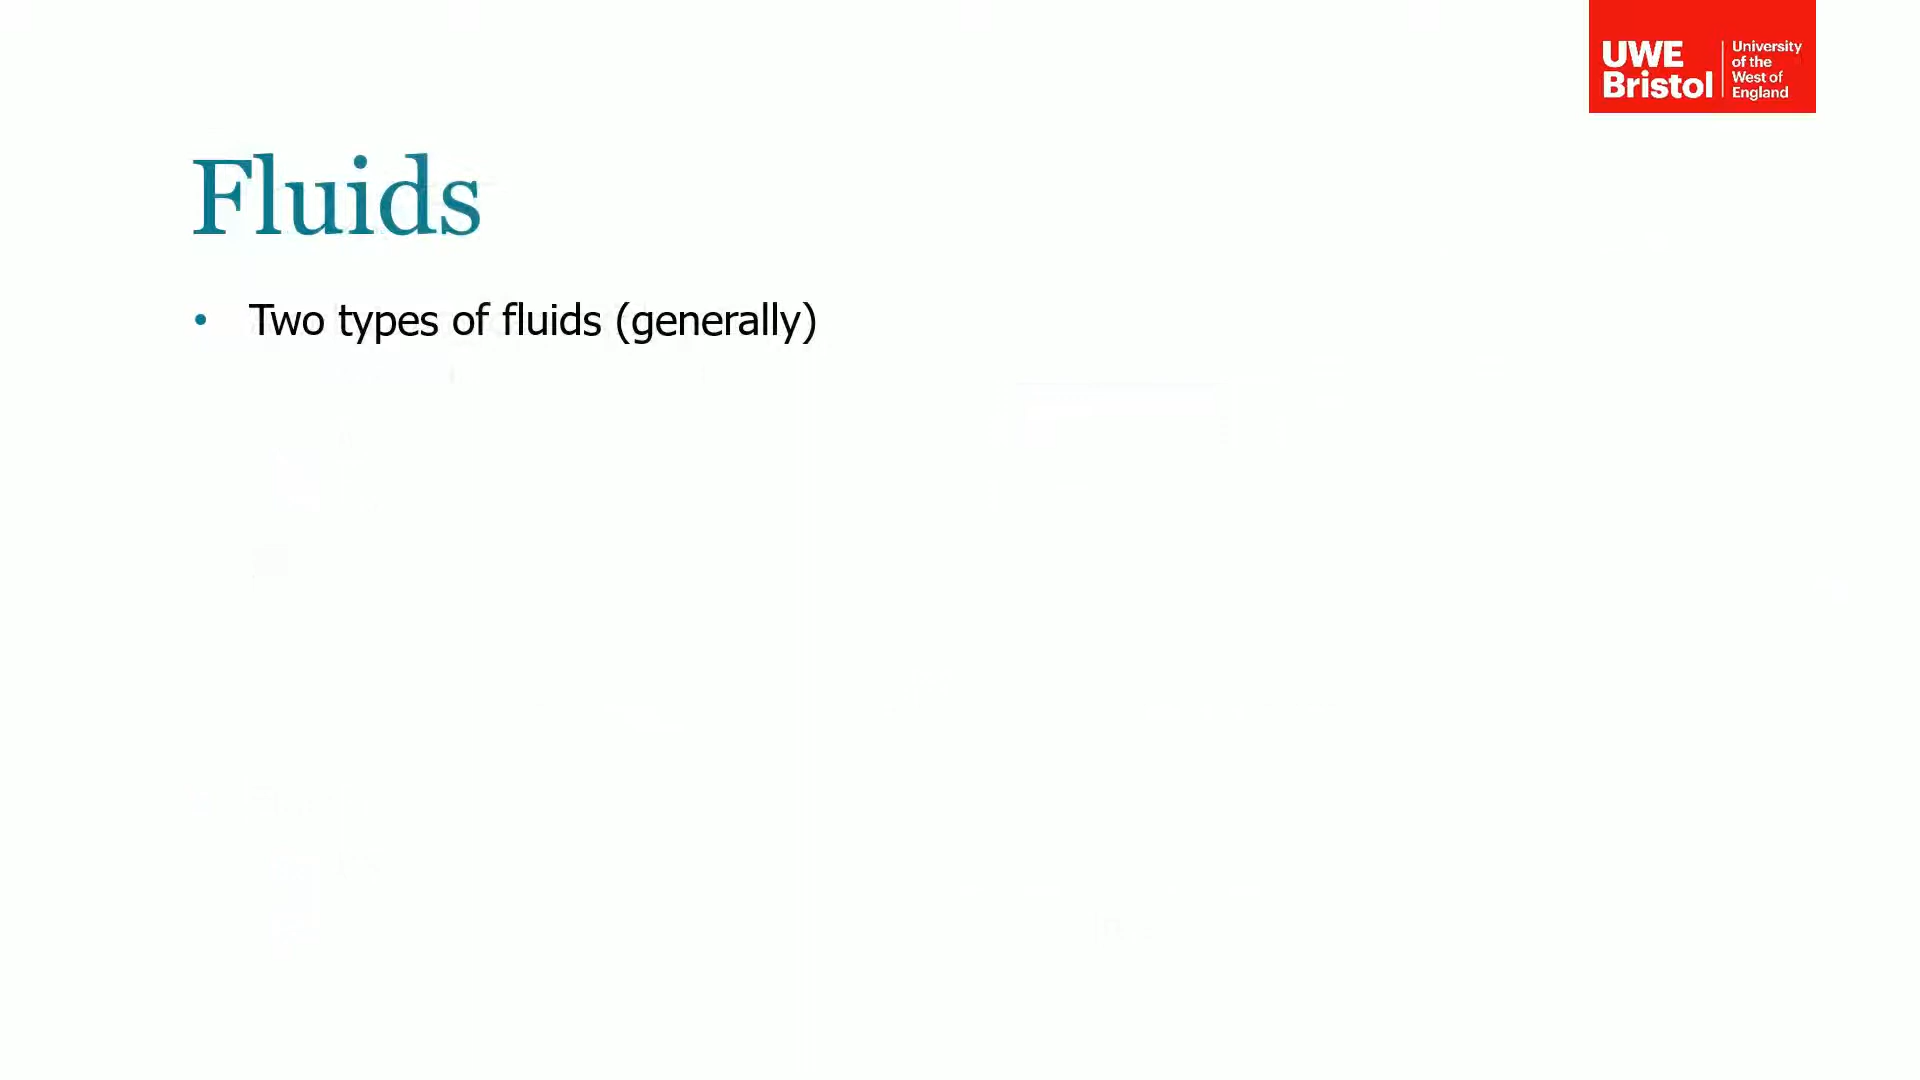 UWE
Bristol
University
of the
West of
England
Fluids
• Two types of fluids (generally)